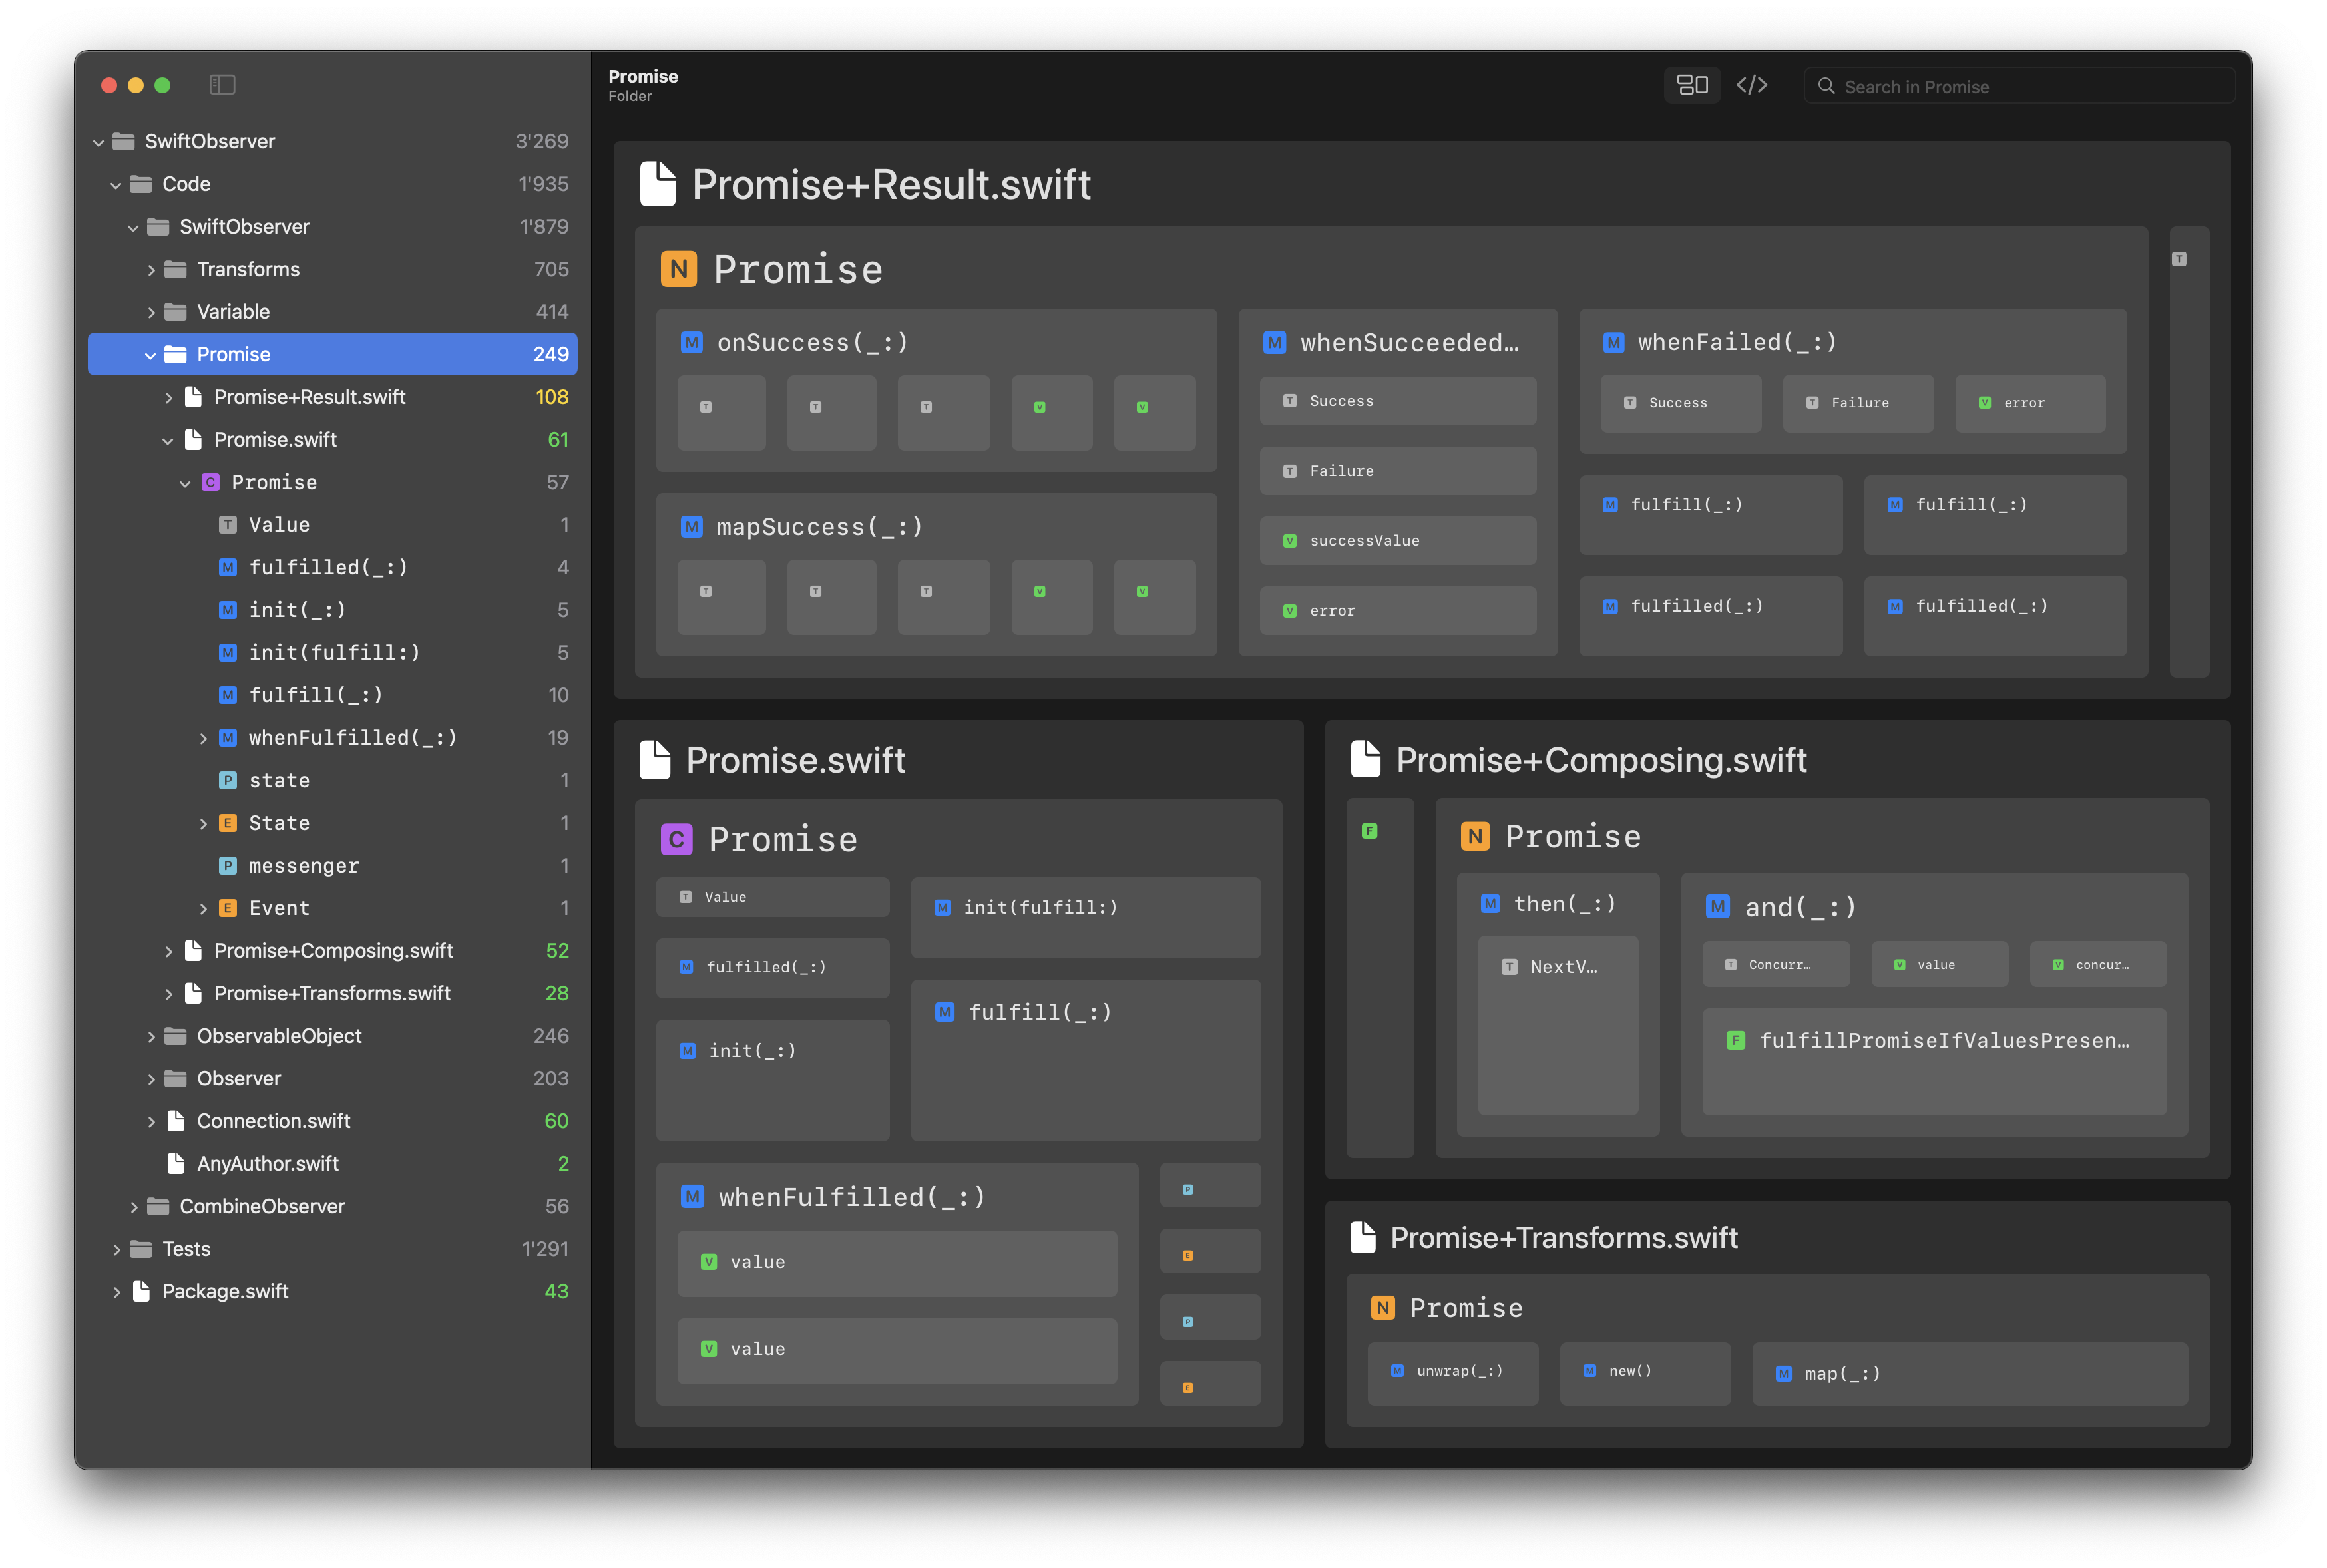 SwiftObserver 3'269
Code 1'935
SwiftObserver 1'879
Transforms 705
Variable 414
Promise 249
Promise+Result.swift 108
Promise.swift 61
C Promise 57
T Value 1
M fulfilled(_:) 4
M init(_:) 5
M init(fulfill:) 5
M fulfill(_:) 10
M whenFulfilled(_:) 19
P state 1
E State 1
P messenger 1
E Event 1
Promise+Composing.swift 52
Promise+Transforms.swift 28
ObservableObject 246
Observer 203
Connection.swift 60
AnyAuthor.swift 2
CombineObserver 56
Tests 1'291
Package.swift 43
Promise
Folder
</>
Search in Promise
Promise+Result.swift
N Promise
T
M onSuccess(_:)
T T T V V
M mapSuccess(_:)
T T T V V
M whenSucceeded…
T Success
T Failure
V successValue
V error
M whenFailed(_:)
T Success T Failure V error
M fulfill(_:) M fulfill(_:)
M fulfilled(_:) M fulfilled(_:)
Promise.swift
C Promise
T Value
M fulfilled(_:)
M init(_:)
M init(fulfill:)
M fulfill(_:)
M whenFulfilled(_:)
V value
V value
P
E
P
E
Promise+Composing.swift
F
N Promise
M then(_:)
T NextV…
M and(_:)
T Concurr… V value V concur…
F fulfillPromiseIfValuesPresen…
Promise+Transforms.swift
N Promise
M unwrap(_:) M new() M map(_:)